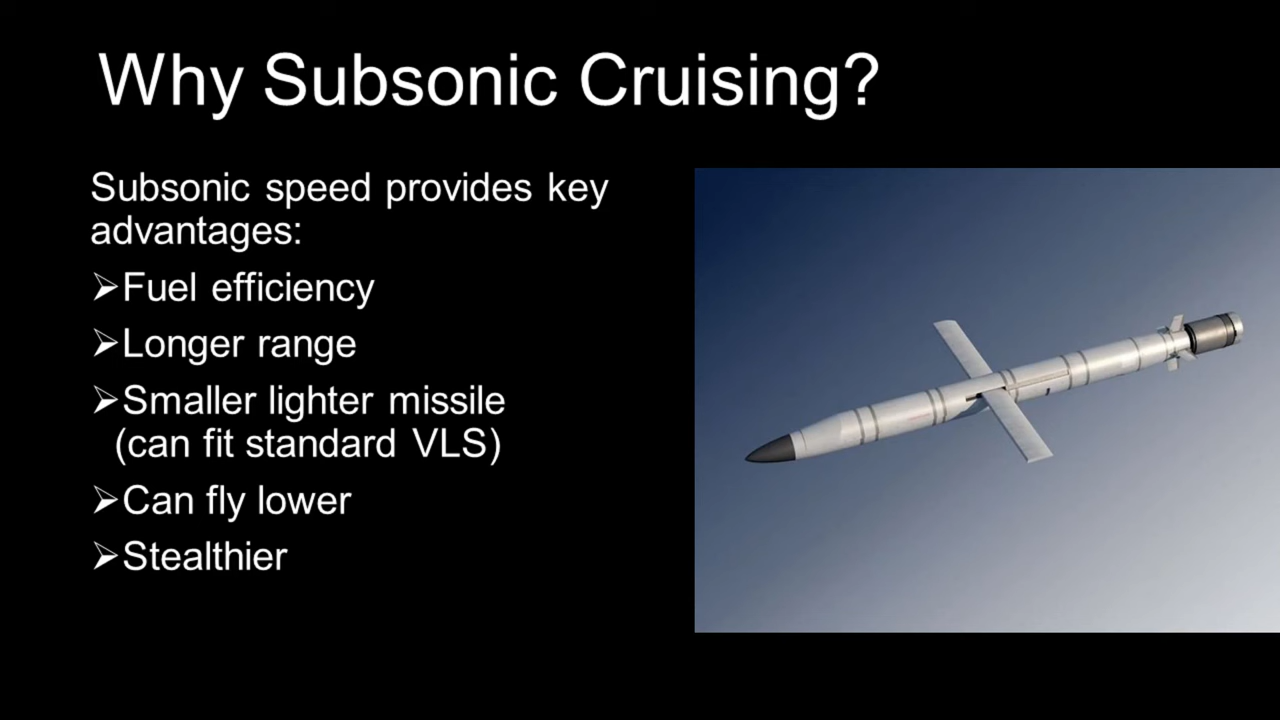 Why Subsonic Cruising?
Subsonic speed provides key
advantages:
➢Fuel efficiency
➢Longer range
➢Smaller lighter missile
(can fit standard VLS)
➢Can fly lower
➢Stealthier